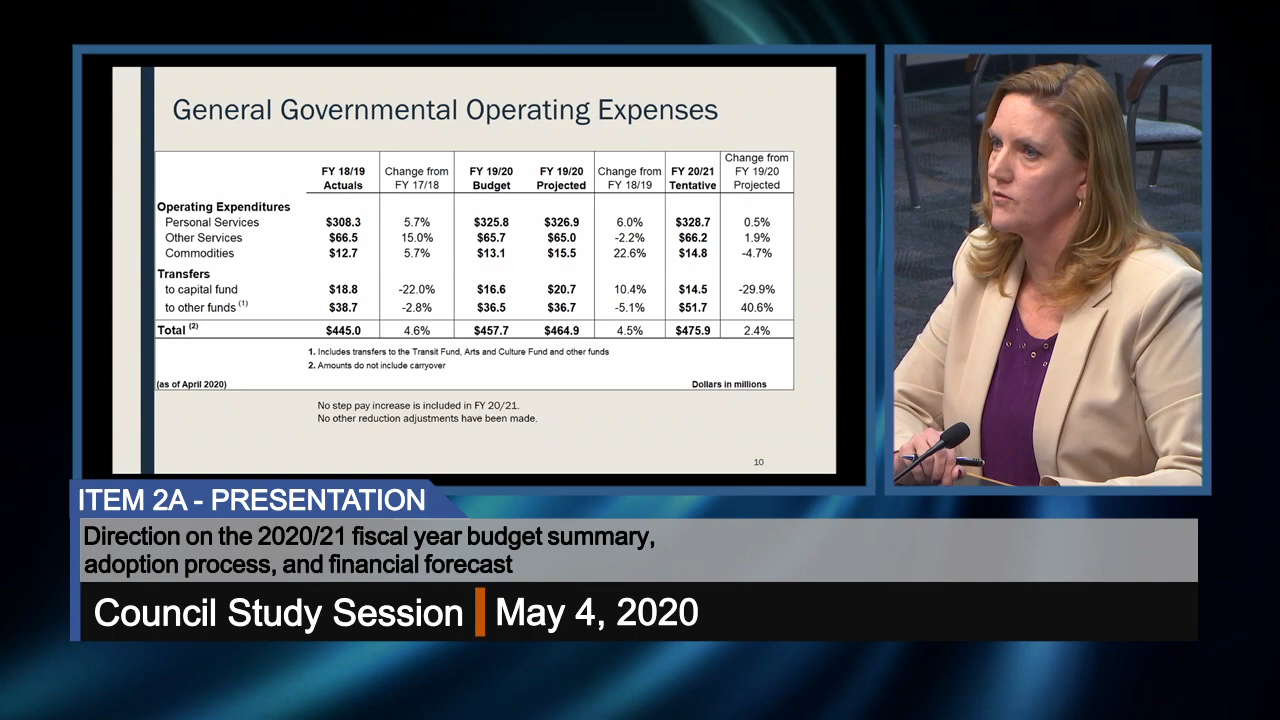 General Governmental Operating Expenses
Change from
FY 18/19 Change from FY 19/20 FY 19/20 Change from FY 20/21 FY 19/20
Actuals FY 17/18 Budget Projected FY 18/19 Tentative Projected
Operating Expenditures
Personal Services $308.3 5.7% $325.8 $326.9 6.0% $328.7 0.5%
Other Services $66.5 15.0% $65.7 $65.0 -2.2% $66.2 1.9%
Commodities $12.7 5.7% $13.1 $15.5 22.6% $14.8 -4.7%
Transfers
to capital fund $18.8 -22.0% $16.6 $20.7 10.4% $14.5 -29.9%
to other funds (1) $38.7 -2.8% $36.5 $36.7 -5.1% $51.7 40.6%
Total (2) $445.0 4.6% $457.7 $464.9 4.5% $475.9 2.4%
1. Includes transfers to the Transit Fund, Arts and Culture Fund and other funds
2. Amounts do not include carryover
(as of April 2020) Dollars in millions
No step pay increase is included in FY 20/21.
No other reduction adjustments have been made.
10
ITEM 2A - PRESENTATION
Direction on the 2020/21 fiscal year budget summary,
adoption process, and financial forecast
Council Study Session May 4, 2020